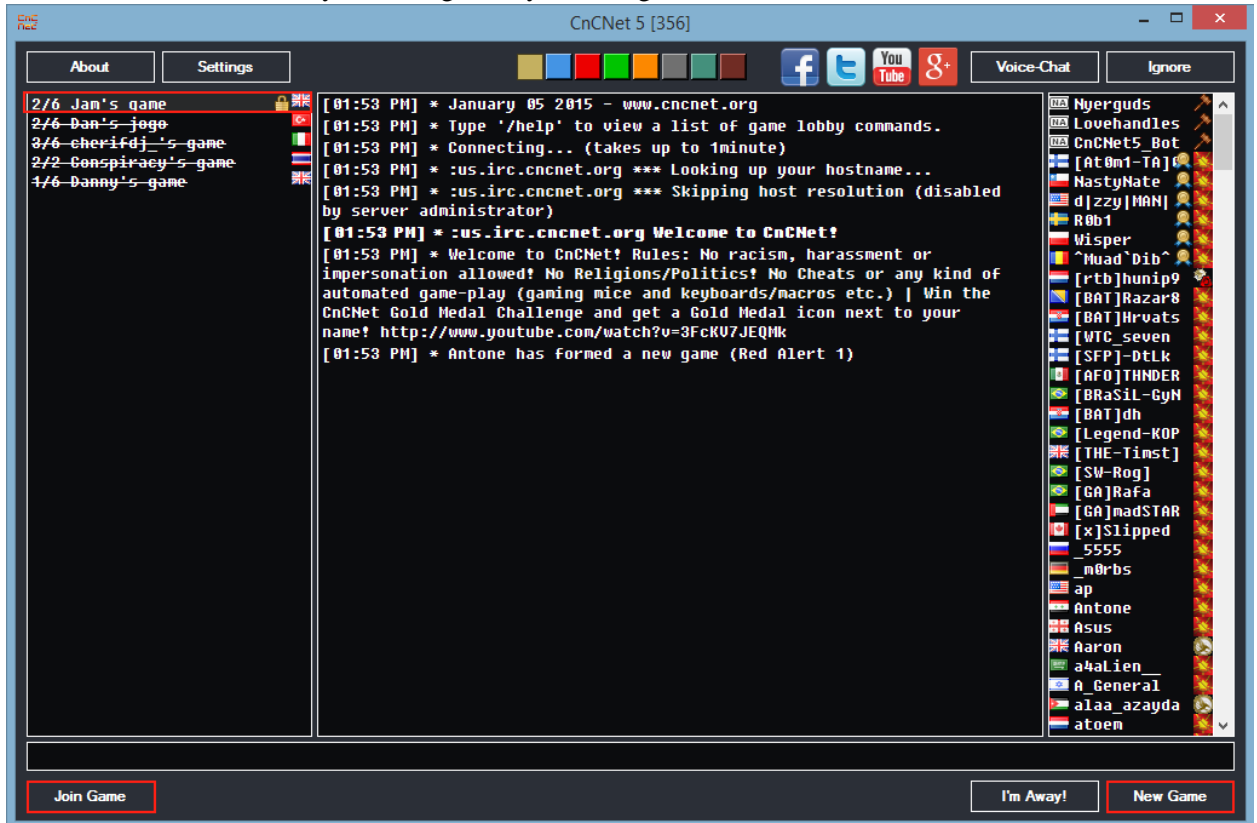 CnCNet 5 [356]
About
Settings
You
Tube
Voice-Chat
Ignore
2/6 Jam's game
2/6 Dan's jogo
3/6 cherifdj_'s game
2/2 Conspiracy's game
1/6 Danny's game
[01:53 PM] * January 05 2015 - www.cncnet.org
[01:53 PM] * Type '/help' to view a list of game lobby commands.
[01:53 PM] * Connecting... (takes up to 1minute)
[01:53 PM] * :us.irc.cncnet.org *** Looking up your hostname...
[01:53 PM] * :us.irc.cncnet.org *** Skipping host resolution (disabled
by server administrator)
[01:53 PM] * :us.irc.cncnet.org Welcome to CnCNet!
[01:53 PM] * Welcome to CnCNet! Rules: No racism, harassment or
impersonation allowed! No Religions/Politics! No Cheats or any kind of
automated game-play (gaming mice and keyboards/macros etc.) | Win the
CnCNet Gold Medal Challenge and get a Gold Medal icon next to your
name! http://www.youtube.com/watch?v=3FcKV7JEQMk
[01:53 PM] * Antone has formed a new game (Red Alert 1)
NA Nyerguds
NA Lovehandles
NA CnCNet5_Bot
[At0m1-TA]
NastyNate
d|zzy|MAN|
R0b1
Wisper
^Muad`Dib^
[rtb]hunip9
[BAT]Razar8
[BAT]Hrvats
[WTC_seven
[SFP]-DtLk
[AFO]THNDER
[BRaSiL-GyN
[BAT]dh
[Legend-KOP
[THE-Timst]
[SW-Rog]
[GA]Rafa
[GA]madSTAR
[x]Slipped
_5555
_m0rbs
ap
Antone
Asus
Aaron
a4aLien__
A_General
alaa_azayda
atoem
Join Game
I'm Away!
New Game